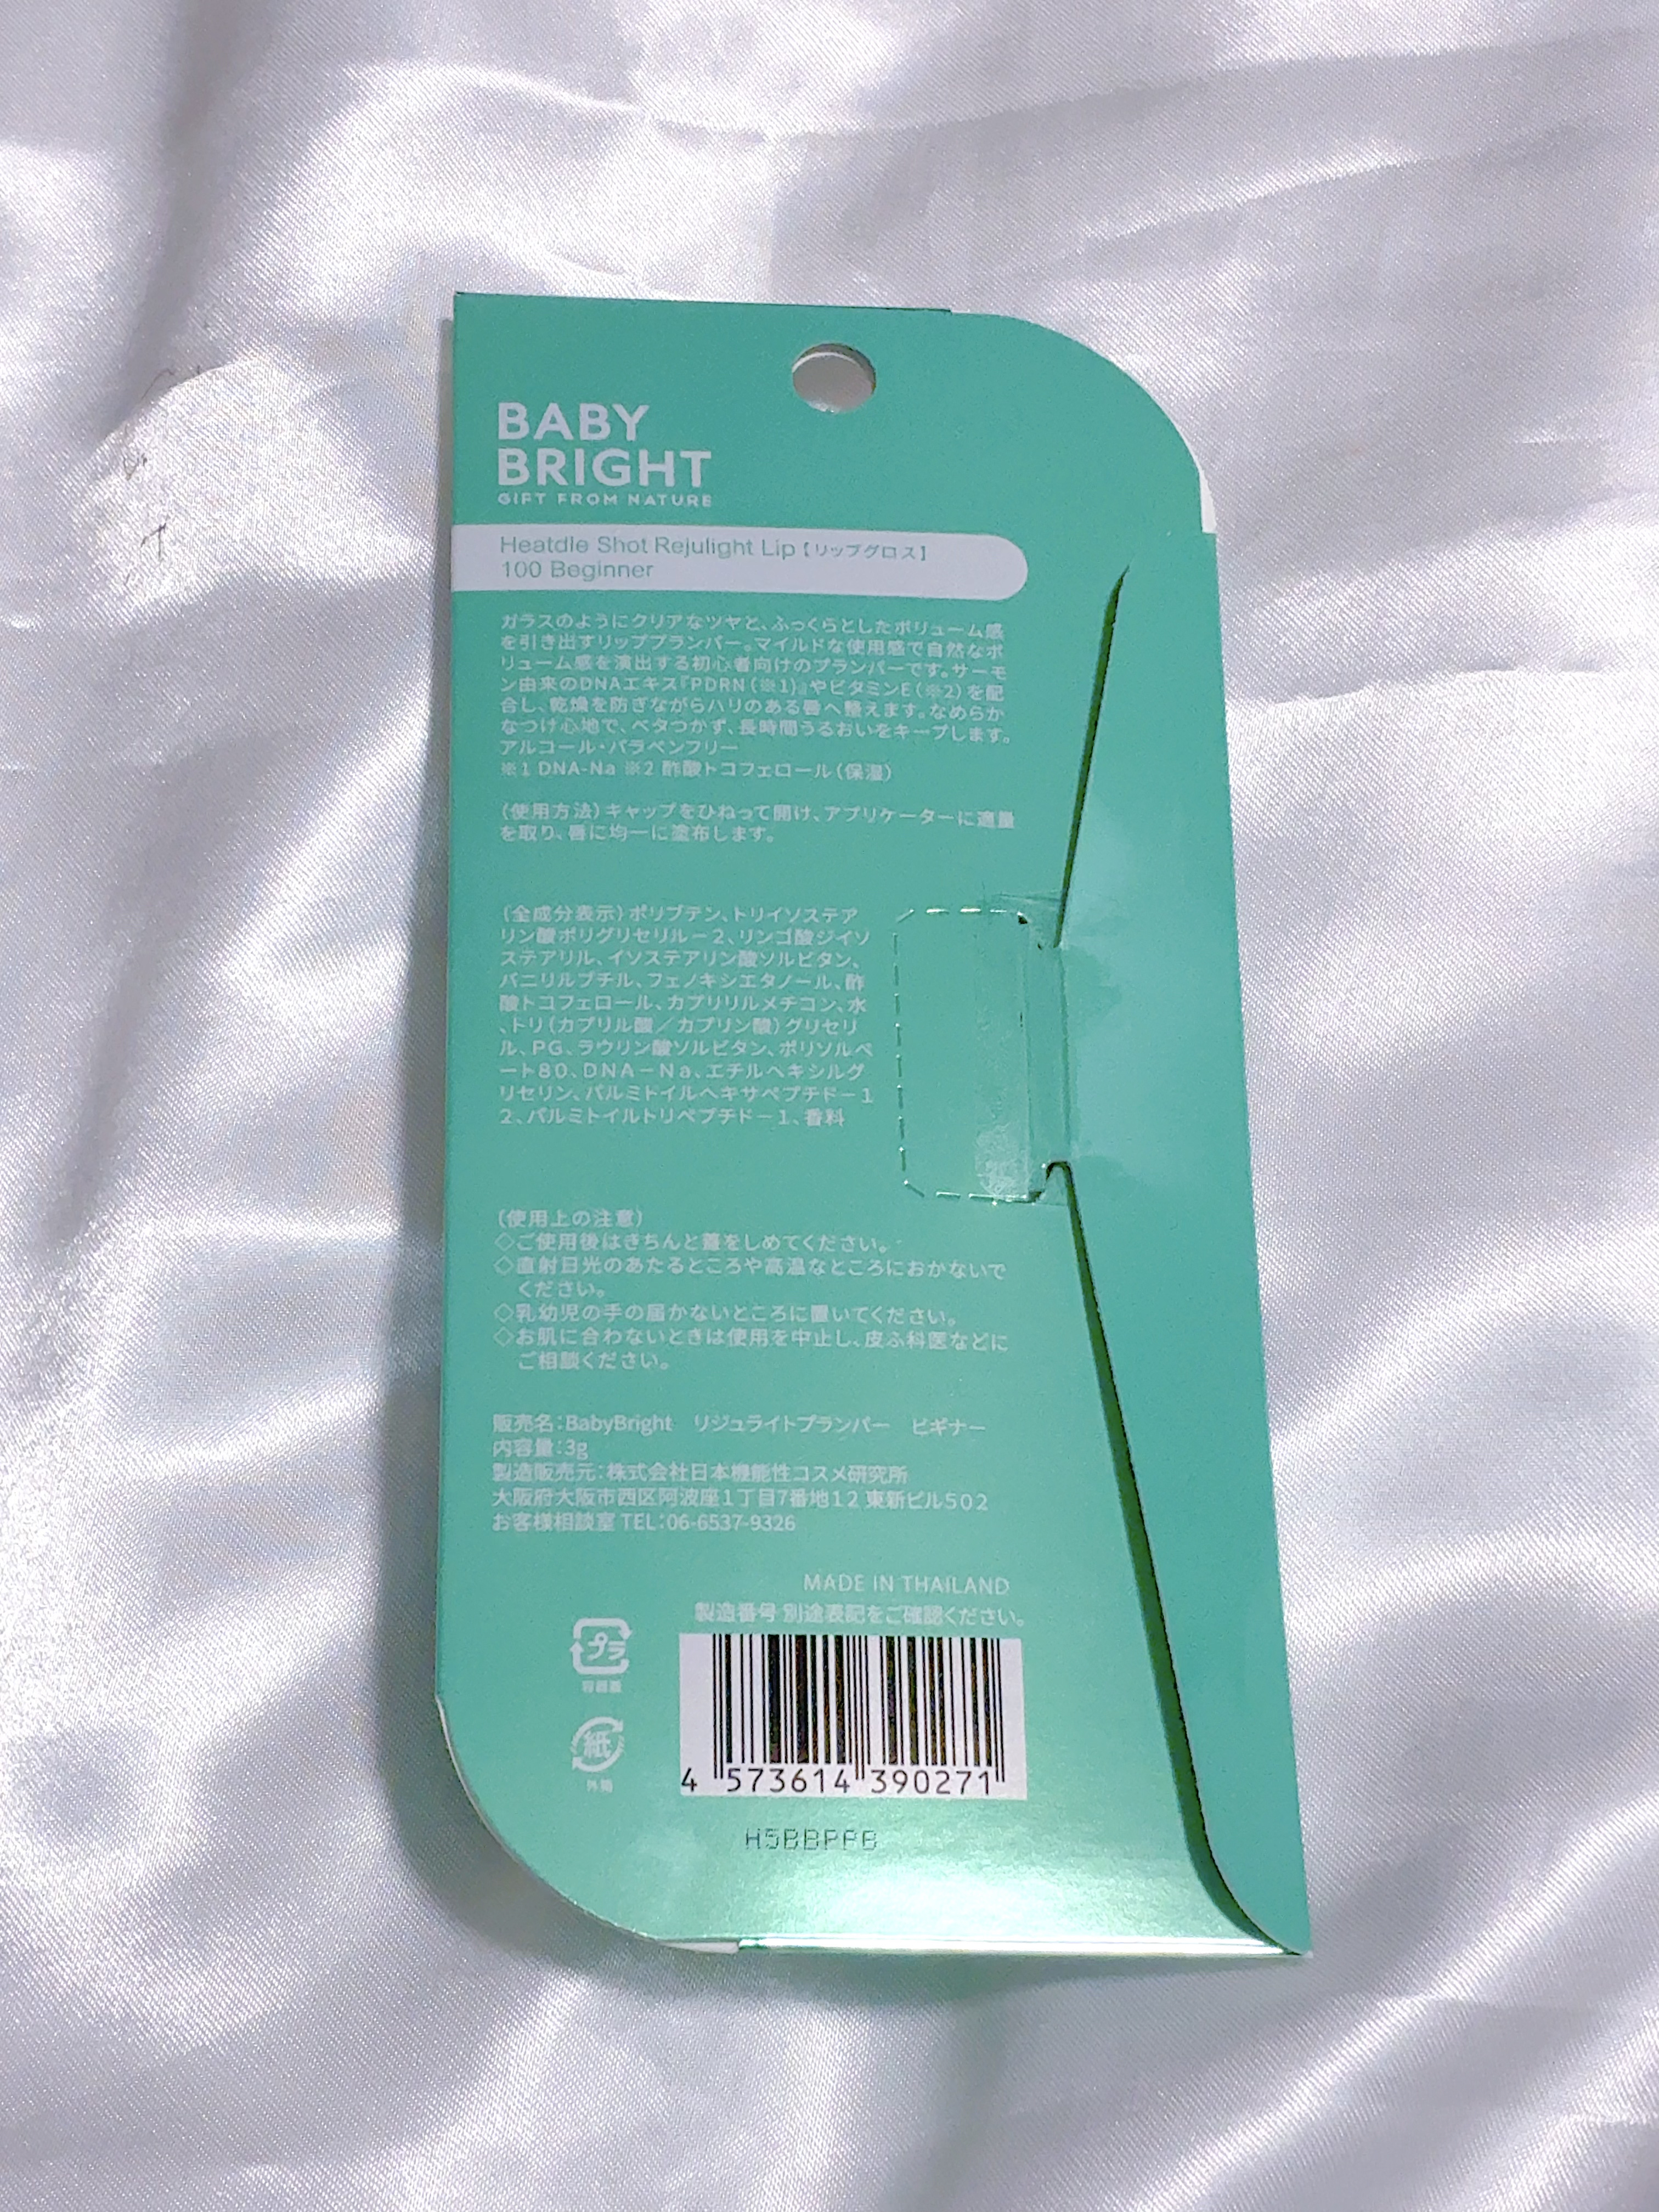 BABY
BRIGHT
GIFT FROM NATURE
Heatdle Shot Rejulight Lip【リップグロス】
100 Beginner
ガラスのようにクリアなツヤと、ふっくらとしたボリューム感
を引き出すリッププランパー。マイルドな使用感で自然なボ
リューム感を演出する初心者向けのプランパーです。サーモ
ン由来のDNAエキス『PDRN(※1)』やビタミンE(※2)を配
合し、乾燥を防ぎながらハリのある唇へ整えます。なめらか
なつけ心地で、ベタつかず、長時間うるおいをキープします。
アルコール・パラベンフリー
※1 DNA-Na ※2 酢酸トコフェロール(保湿)
(使用方法)キャップをひねって開け、アプリケーターに適量
を取り、唇に均一に塗布します。
(全成分表示)ポリブテン、トリイソステア
リン酸ポリグリセリル－2、リンゴ酸ジイソ
ステアリル、イソステアリン酸ソルビタン、
バニリルブチル、フェノキシエタノール、酢
酸トコフェロール、カプリリルメチコン、水
、トリ(カプリル酸／カプリン酸)グリセリ
ル、PG、ラウリン酸ソルビタン、ポリソルベ
ート80、DNA－Na、エチルヘキシルグ
リセリン、パルミトイルヘキサペプチド－1
2、パルミトイルトリペプチド－1、香料
(使用上の注意)
◇ご使用後はきちんと蓋をしめてください。
◇直射日光のあたるところや高温なところにおかないで
ください。
◇乳幼児の手の届かないところに置いてください。
◇お肌に合わないときは使用を中止し、皮ふ科医などに
ご相談ください。
販売名：BabyBright　リジュライトプランパー　ビギナー
内容量：3g
製造販売元：株式会社日本機能性コスメ研究所
大阪府大阪市西区阿波座1丁目7番地12 東新ビル502
お客様相談室 TEL：06-6537-9326
MADE IN THAILAND
製造番号 別途表記をご確認ください。
プラ
容器蓋
紙
外箱
4 573614 390271
H5BBPPB